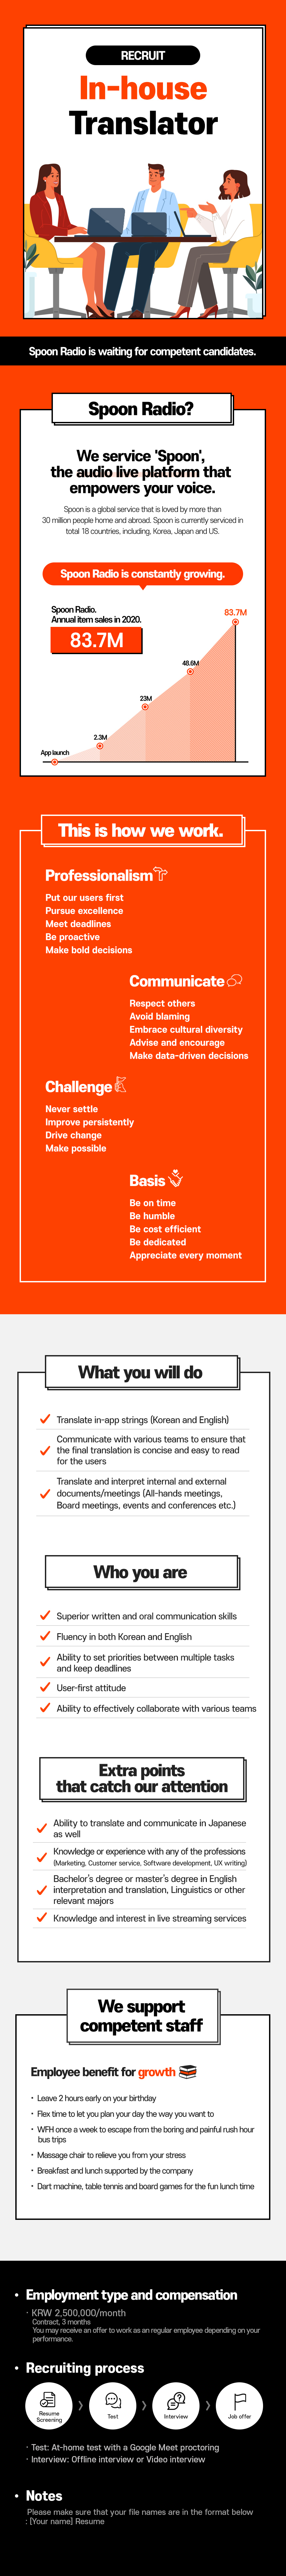 RECRUIT
In-house
Translator
Spoon Radio is waiting for competent candidates.
Spoon Radio?
We service 'Spoon',
the audio live platform that
empowers your voice.
Spoon is a global service that is loved by more than
30 million people home and abroad. Spoon is currently serviced in
total 18 countries, including, Korea, Japan and US.
Spoon Radio is constantly growing.
Spoon Radio.
Annual item sales in 2020.
83.7M
83.7M
48.6M
23M
2.3M
App launch
This is how we work.
Professionalism
Put our users first
Pursue excellence
Meet deadlines
Be proactive
Make bold decisions
Communicate
Respect others
Avoid blaming
Embrace cultural diversity
Advise and encourage
Make data-driven decisions
Challenge
Never settle
Improve persistently
Drive change
Make possible
Basis
Be on time
Be humble
Be cost efficient
Be dedicated
Appreciate every moment
What you will do
Translate in-app strings (Korean and English)
Communicate with various teams to ensure that
the final translation is concise and easy to read
for the users
Translate and interpret internal and external
documents/meetings (All-hands meetings,
Board meetings, events and conferences etc.)
Who you are
Superior written and oral communication skills
Fluency in both Korean and English
Ability to set priorities between multiple tasks
and keep deadlines
User-first attitude
Ability to effectively collaborate with various teams
Extra points
that catch our attention
Ability to translate and communicate in Japanese
as well
Knowledge or experience with any of the professions
(Marketing, Customer service, Software development, UX writing)
Bachelor's degree or master's degree in English
interpretation and translation, Linguistics or other
relevant majors
Knowledge and interest in live streaming services
We support
competent staff
Employee benefit for growth
• Leave 2 hours early on your birthday
• Flex time to let you plan your day the way you want to
• WFH once a week to escape from the boring and painful rush hour
bus trips
• Massage chair to relieve you from your stress
• Breakfast and lunch supported by the company
• Dart machine, table tennis and board games for the fun lunch time
• Employment type and compensation
· KRW 2,500,000/month
Contract, 3 months
You may receive an offer to work as an regular employee depending on your
performance.
• Recruiting process
Resume
Screening
Test
Interview
Job offer
· Test: At-home test with a Google Meet proctoring
· Interview: Offline interview or Video interview
• Notes
Please make sure that your file names are in the format below
: [Your name] Resume